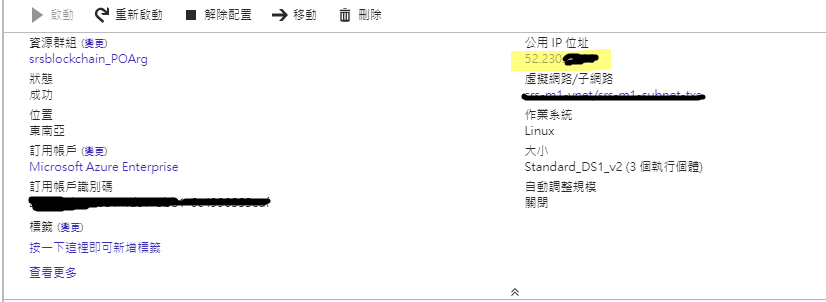 啟動 重新啟動 解除配置 移動 刪除
資源群組 (變更)
srsblockchain_POArg
狀態
成功
位置
東南亞
訂用帳戶 (變更)
Microsoft Azure Enterprise
訂用帳戶識別碼
標籤 (變更)
按一下這裡即可新增標籤
查看更多
公用 IP 位址
52.230
虛擬網路/子網路
作業系統
Linux
大小
Standard_DS1_v2 (3 個執行個體)
自動調整規模
關閉